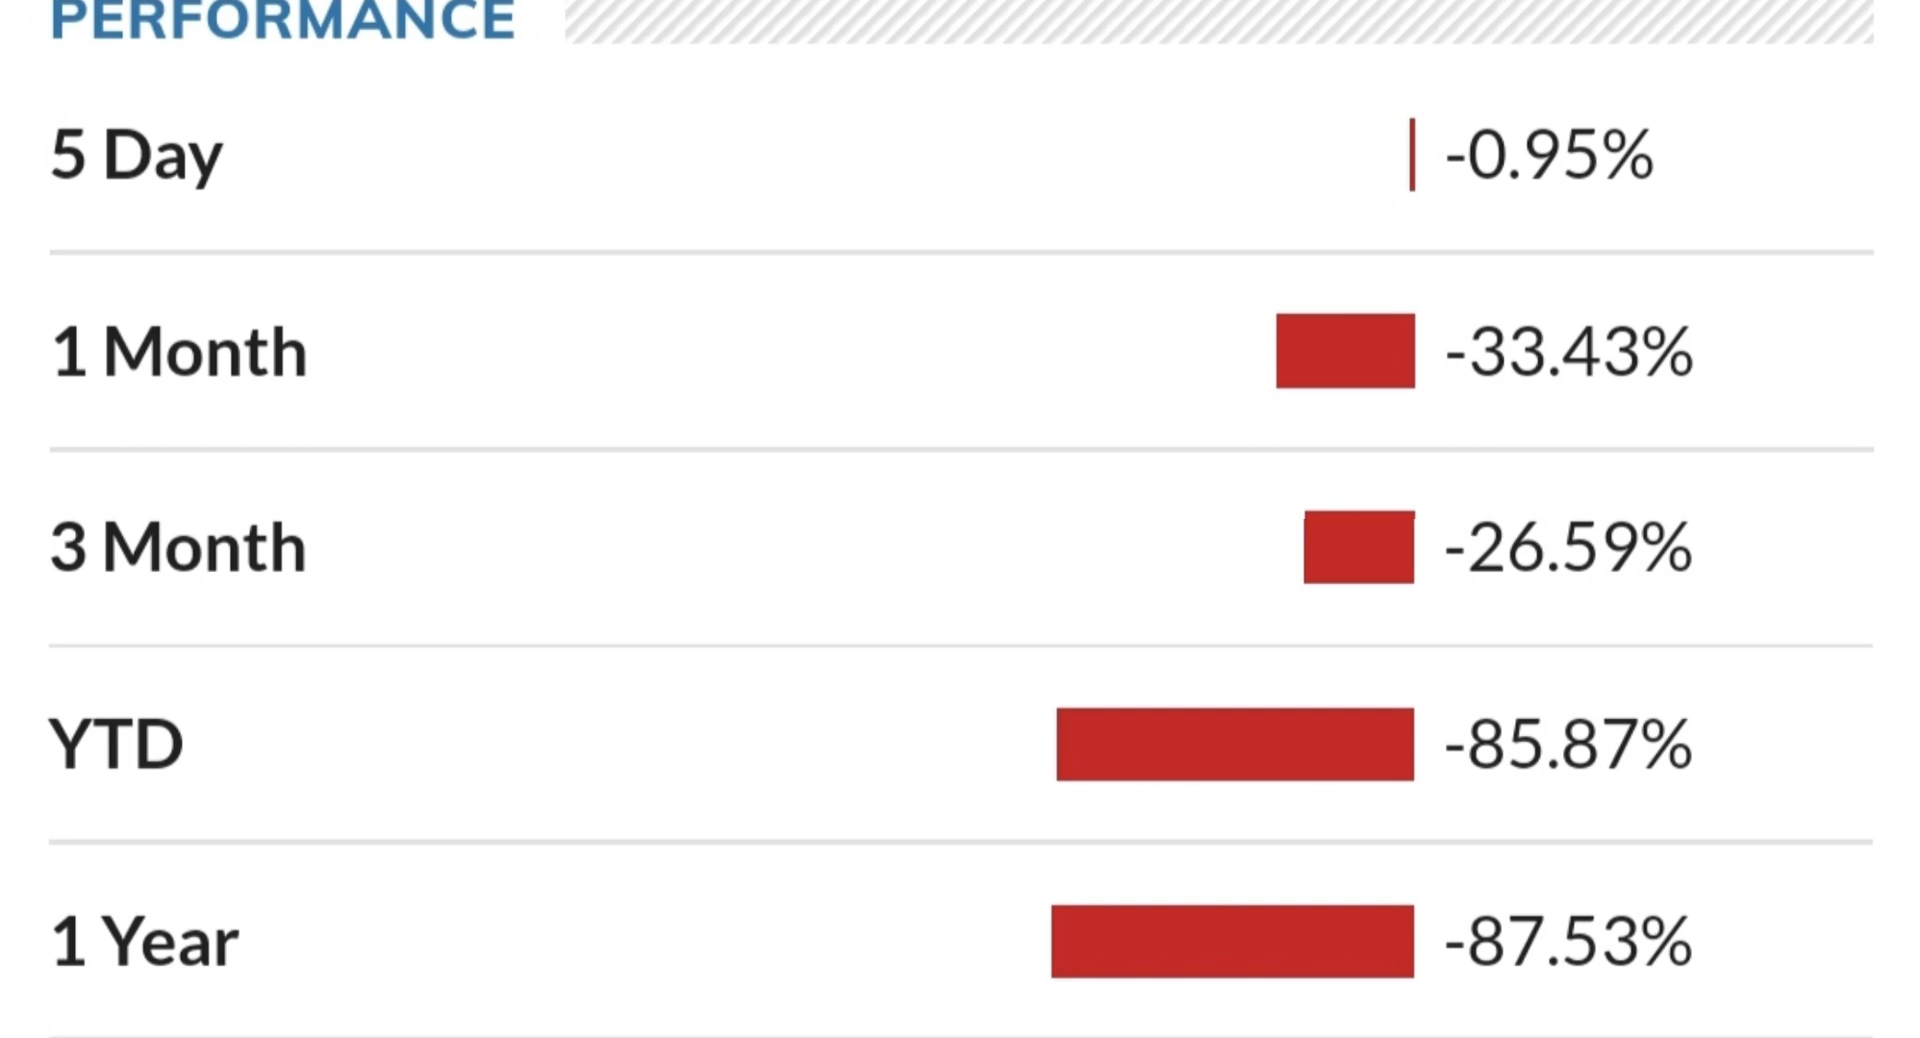 PERFORMANCE
5 Day -0.95%
1 Month -33.43%
3 Month -26.59%
YTD -85.87%
1 Year -87.53%